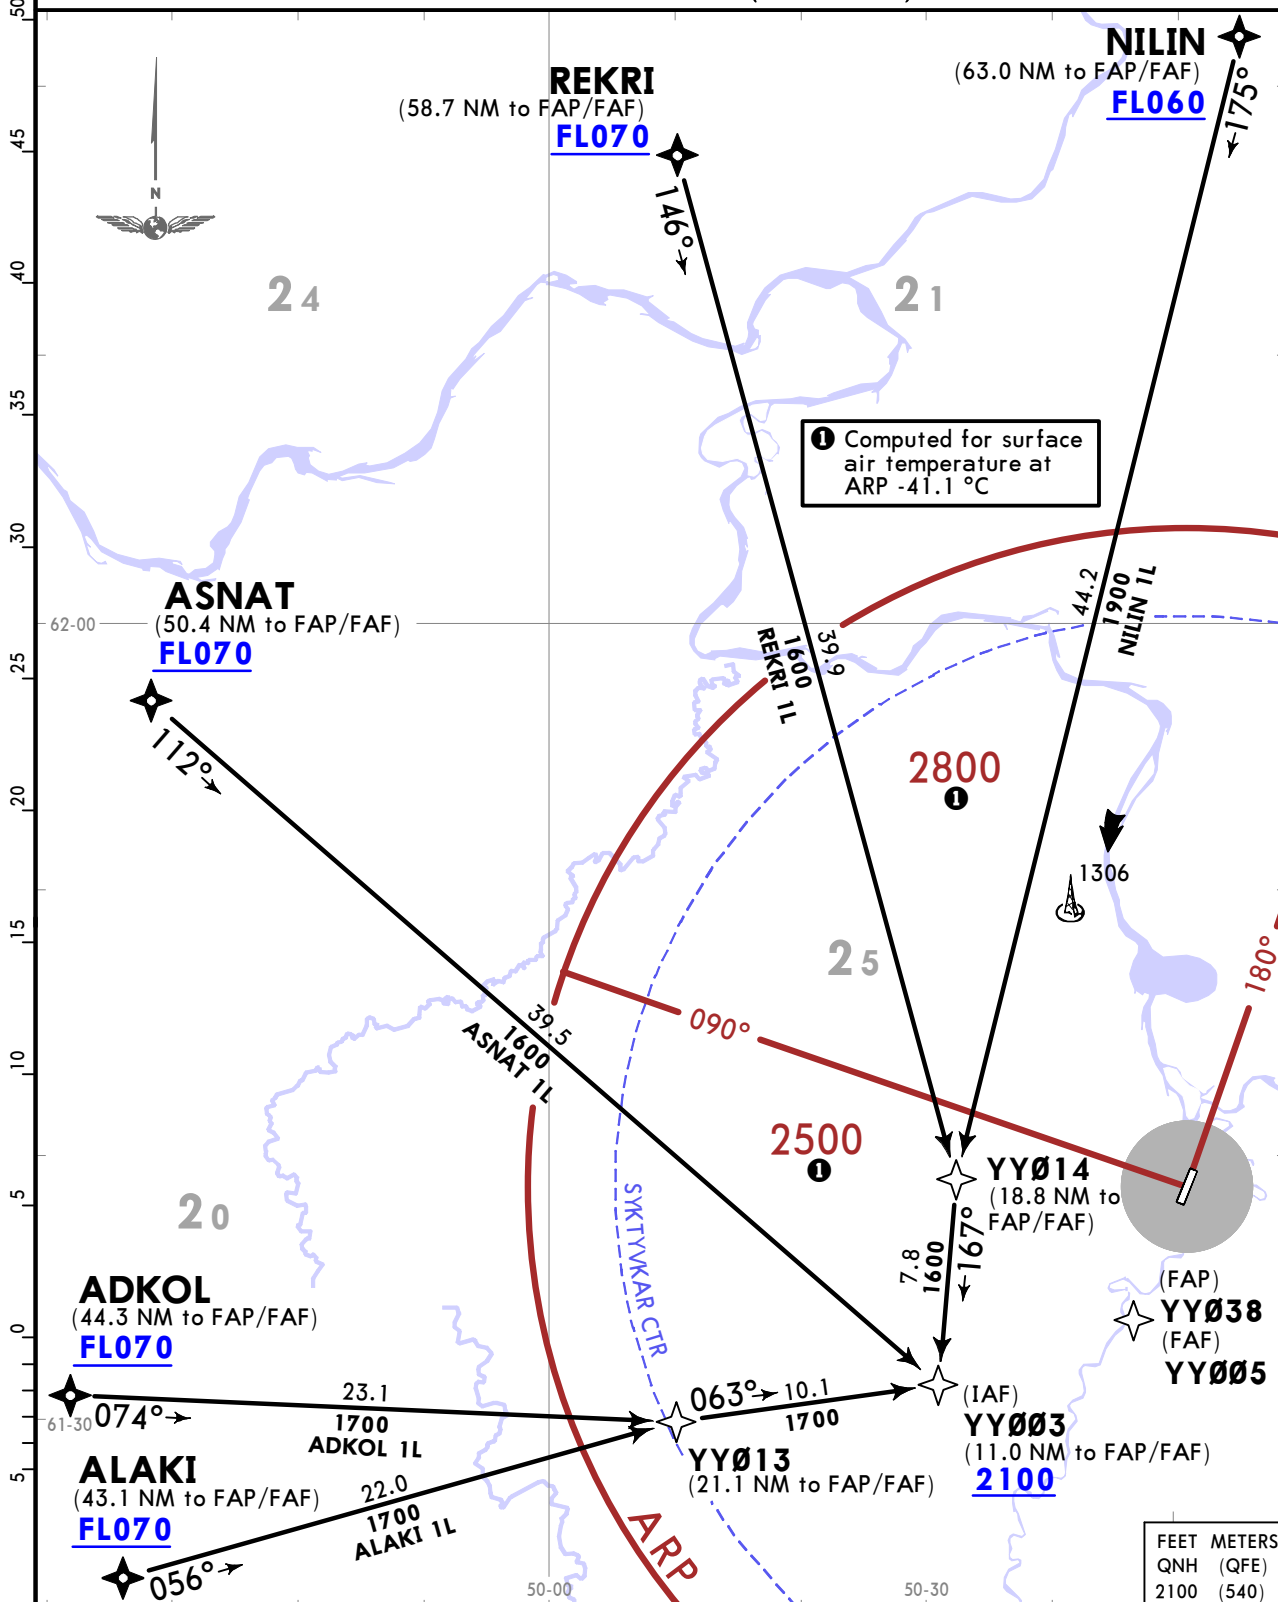 NILIN
(63.0 NM to FAP/FAF)
FL060
175°
REKRI
(58.7 NM to FAP/FAF)
FL070
146°
N
50
45
40
35
30
25
20
15
10
5
0
5
24
21
❶ Computed for surface
air temperature at
ARP -41.1 °C
ASNAT
(50.4 NM to FAP/FAF)
FL070
62-00
112°
39.9
1600
REKRI 1L
44.2
1900
NILIN 1L
2800
❶
1306
25
180°
090°
39.5
1600
ASNAT 1L
2500
❶
20
SYKTYVKAR CTR
YYØ14
(18.8 NM to
FAP/FAF)
7.8
1600
167°
(FAP)
YYØ38
(FAF)
YYØØ5
ADKOL
(44.3 NM to FAP/FAF)
FL070
61-30
074°
23.1
1700
ADKOL 1L
063°
10.1
1700
(IAF)
YYØØ3
(11.0 NM to FAP/FAF)
2100
YYØ13
(21.1 NM to FAP/FAF)
ALAKI
(43.1 NM to FAP/FAF)
FL070
056°
22.0
1700
ALAKI 1L
ARP
50-00
50-30
FEET METERS
QNH (QFE)
2100 (540)